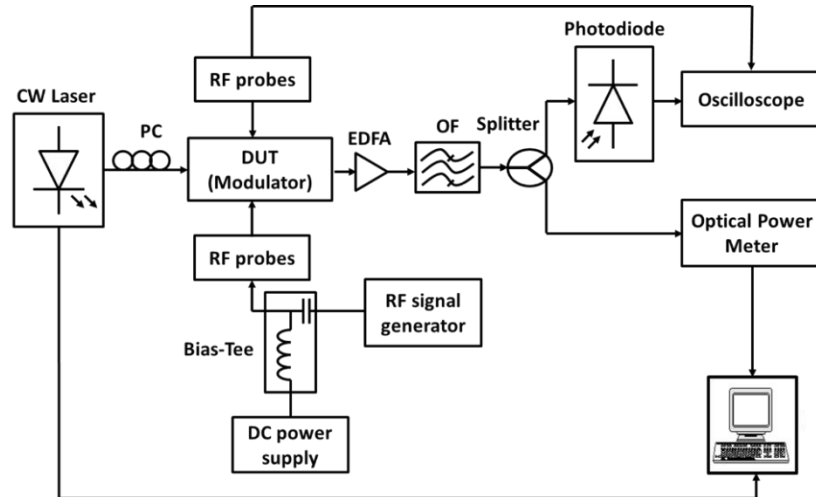 Photodiode
RF probes
CW Laser
Oscilloscope
PC
EDFA
OF
Splitter
DUT
(Modulator)
Optical Power
Meter
RF probes
RF signal
generator
Bias-Tee
DC power
supply